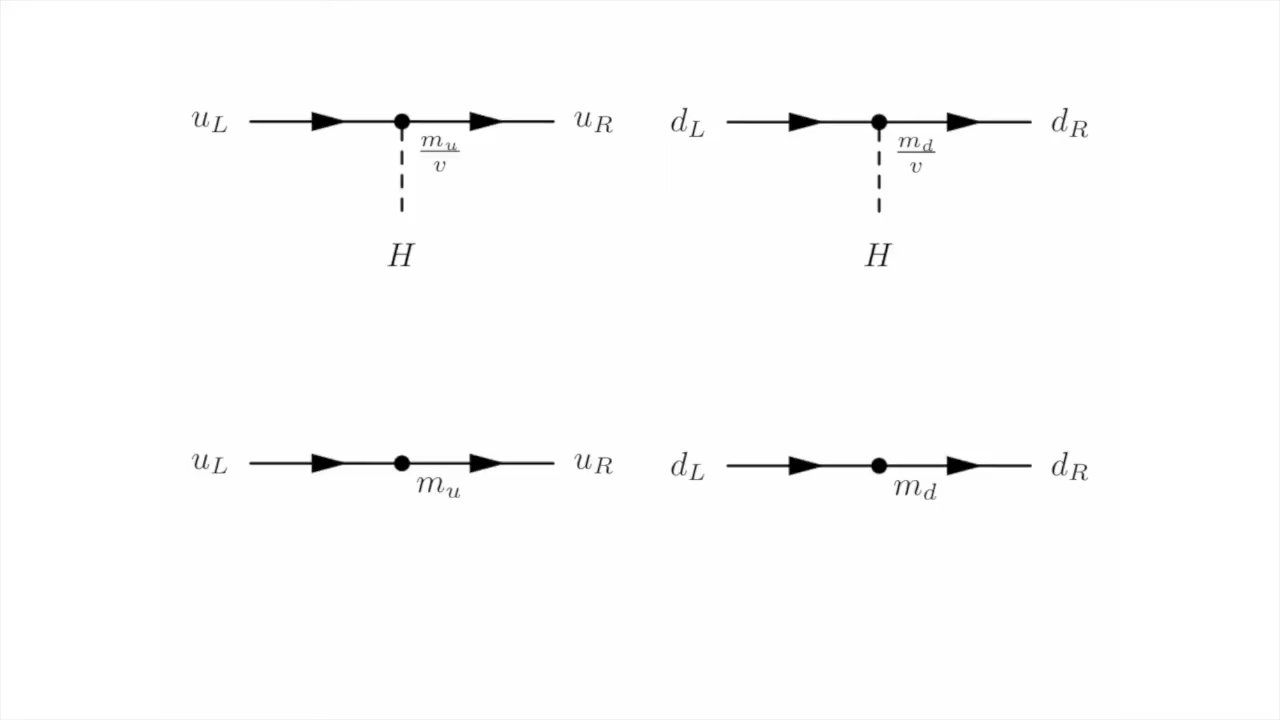 u_L u_R d_L d_R
m_u/v m_d/v
H H
u_L u_R d_L d_R
m_u m_d